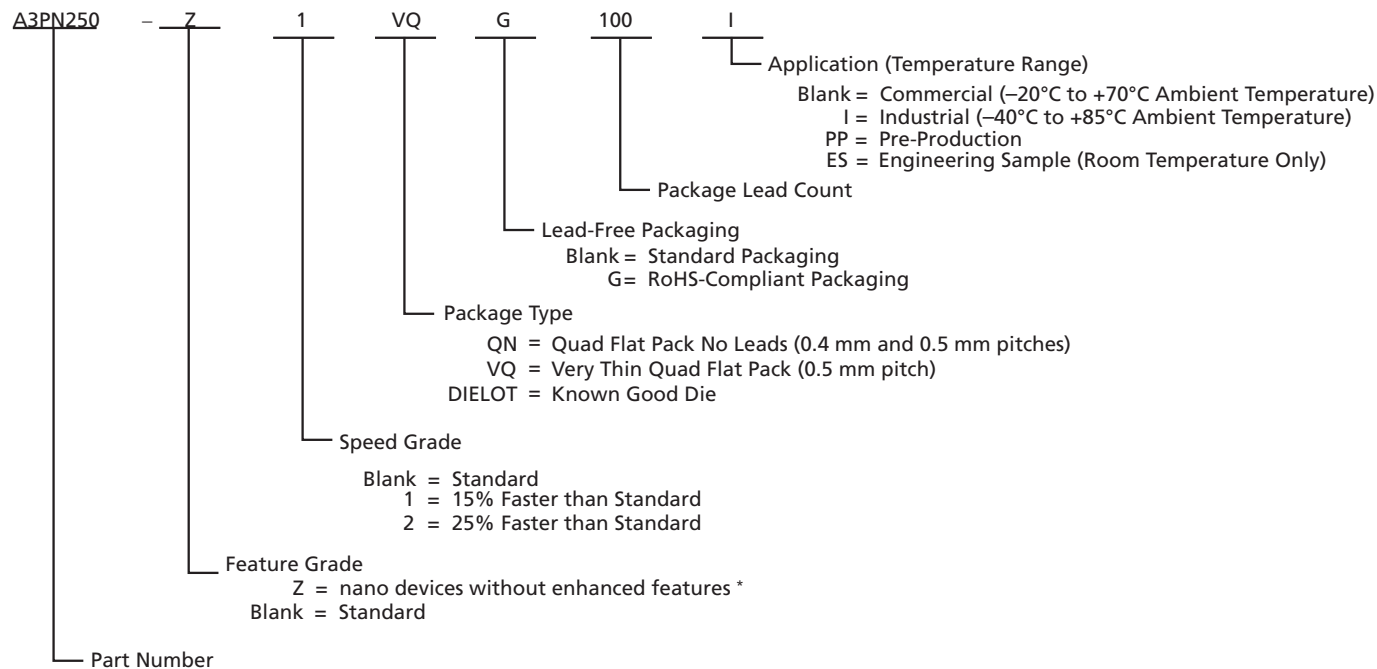 A3PN250 – Z 1 VQ G 100 I
Application (Temperature Range)
Blank = Commercial (–20°C to +70°C Ambient Temperature)
I = Industrial (–40°C to +85°C Ambient Temperature)
PP = Pre-Production
ES = Engineering Sample (Room Temperature Only)
Package Lead Count
Lead-Free Packaging
Blank = Standard Packaging
G= RoHS-Compliant Packaging
Package Type
QN = Quad Flat Pack No Leads (0.4 mm and 0.5 mm pitches)
VQ = Very Thin Quad Flat Pack (0.5 mm pitch)
DIELOT = Known Good Die
Speed Grade
Blank = Standard
1 = 15% Faster than Standard
2 = 25% Faster than Standard
Feature Grade
Z = nano devices without enhanced features *
Blank = Standard
Part Number